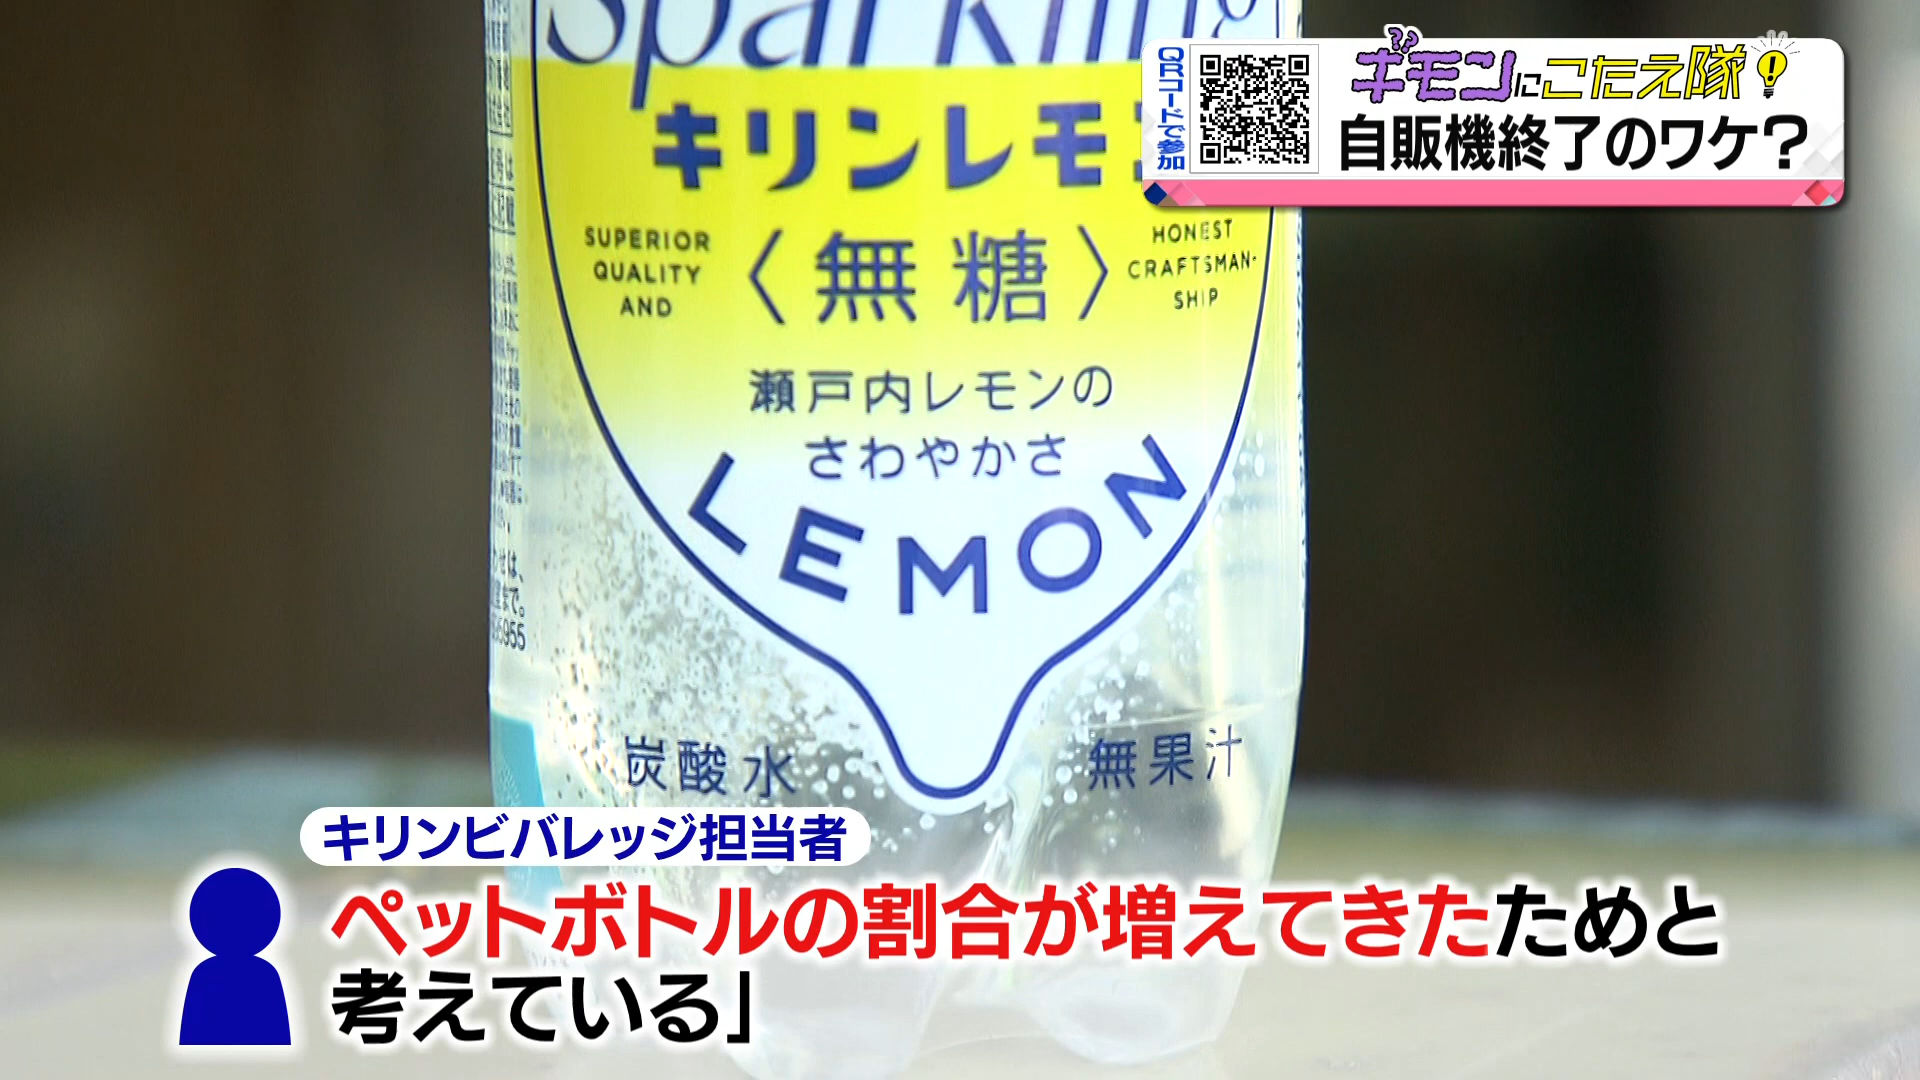 Sparkling
キリンレモン
SUPERIOR
QUALITY
AND
〈無糖〉
HONEST
CRAFTSMAN-
SHIP
瀬戸内レモンの
さわやかさ
LEMON
炭酸水
無果汁
QRコードで参加
ギモンにこたえ隊!
自販機終了のワケ?
キリンビバレッジ担当者
ペットボトルの割合が増えてきたためと
考えている」